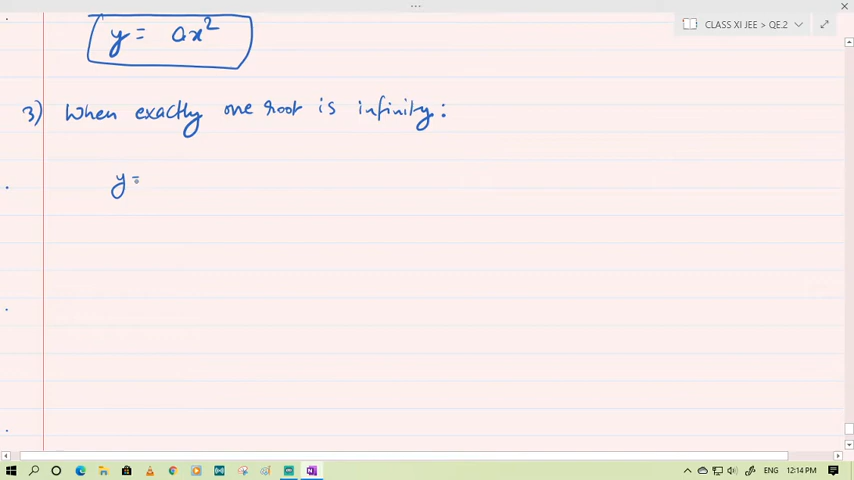 CLASS XI JEE > QE.2
y = ax²
3) When exactly one root is infinity:
y =
ENG 12:14 PM